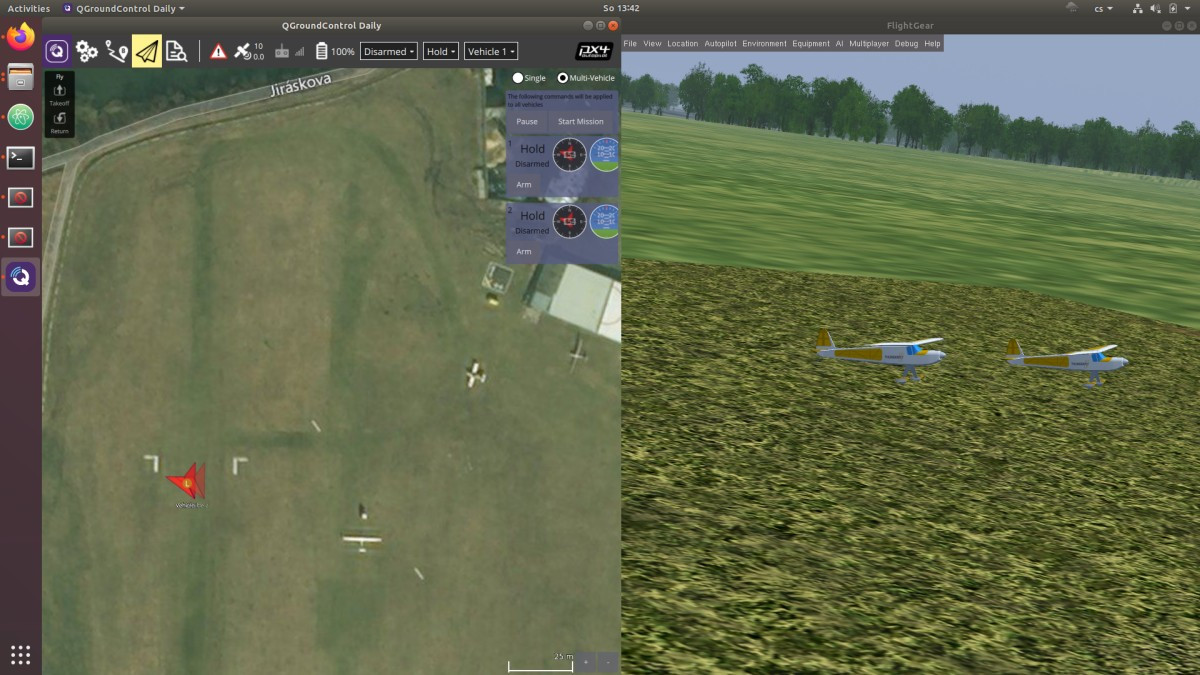 Activities
QGroundControl Daily
So 13:42
cs
QGroundControl Daily
FlightGear
10
0.0
100%
Disarmed
Hold
Vehicle 1
px4
autopilot
File View Location Autopilot Environment Equipment AI Multiplayer Debug Help
Fly
Takeoff
Return
Jiráskova
Single
Multi-Vehicle
The following commands will be applied
to all vehicles
Pause
Start Mission
1
Hold
Disarmed
Arm
2
Hold
Disarmed
Arm
L
25 m
+
-